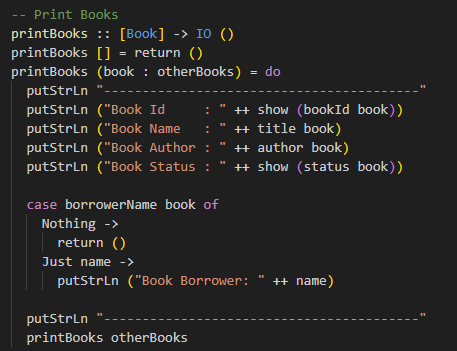 -- Print Books
printBooks :: [Book] -> IO ()
printBooks [] = return ()
printBooks (book : otherBooks) = do
  putStrLn "-----------------------------------------"
  putStrLn ("Book Id     : " ++ show (bookId book))
  putStrLn ("Book Name   : " ++ title book)
  putStrLn ("Book Author : " ++ author book)
  putStrLn ("Book Status : " ++ show (status book))

  case borrowerName book of
    Nothing ->
      return ()
    Just name ->
      putStrLn ("Book Borrower: " ++ name)

  putStrLn "-----------------------------------------"
  printBooks otherBooks